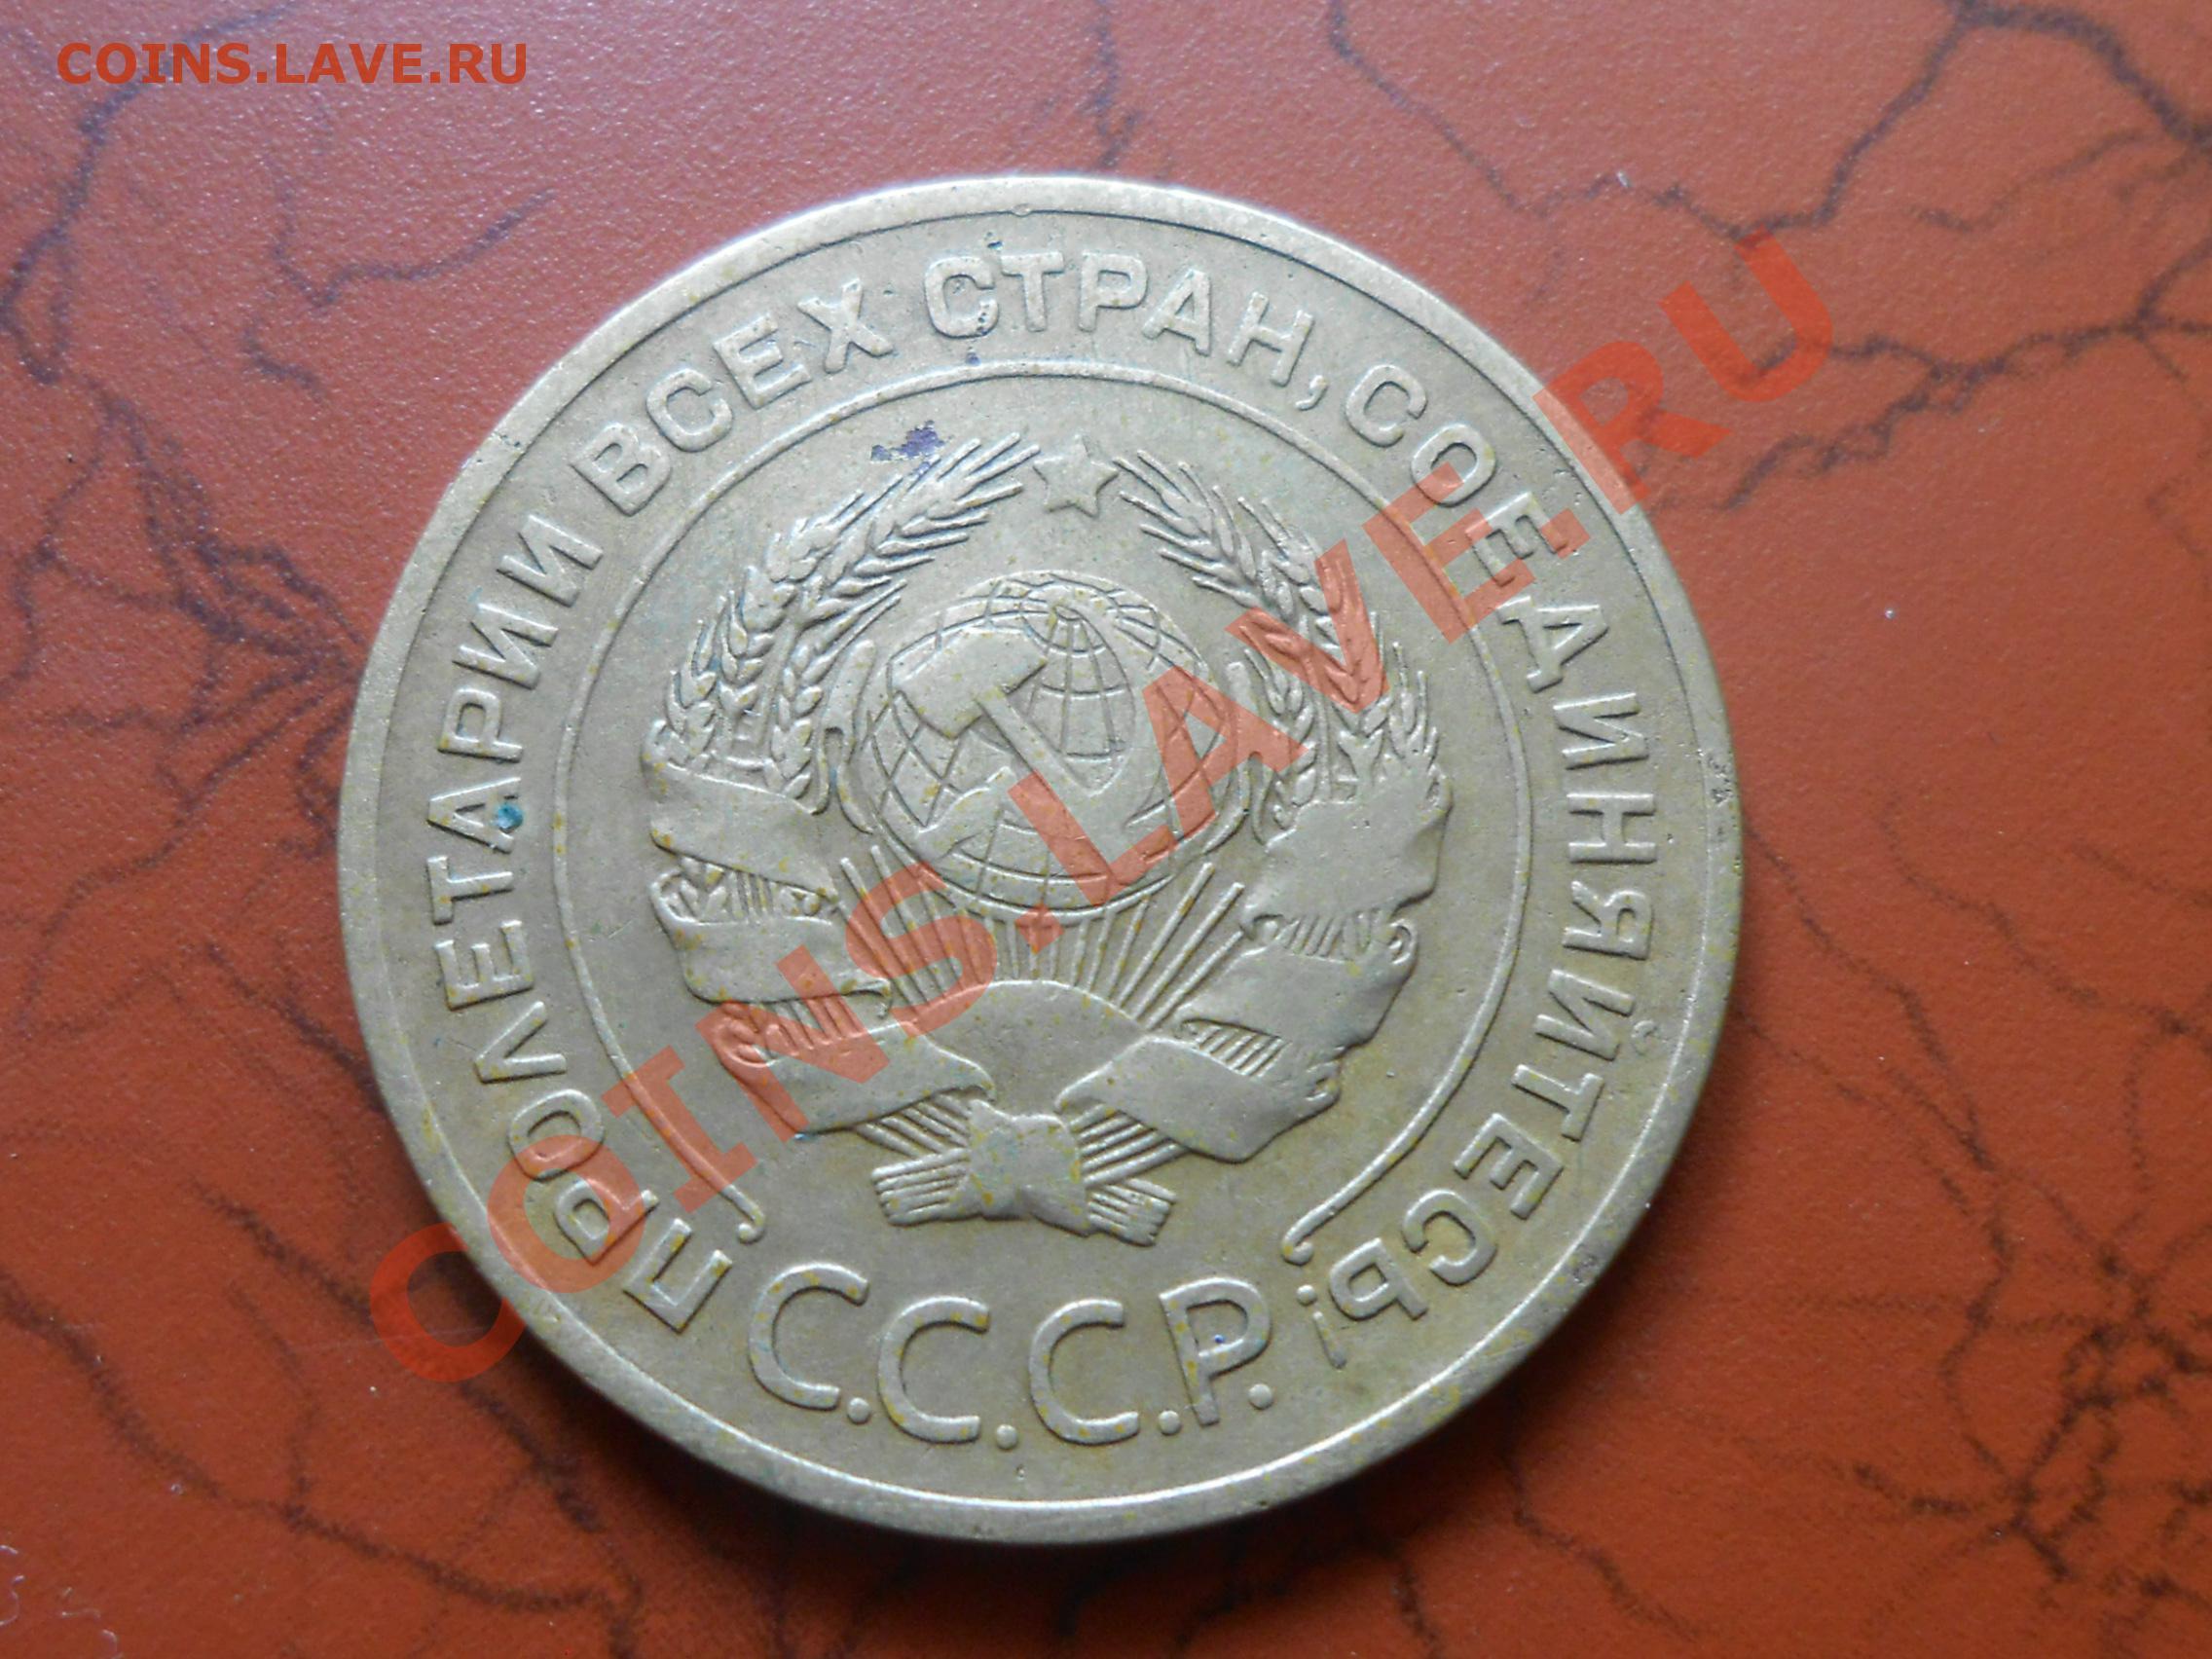 COINS.LAVE.RU
ПРОЛЕТАРИИ ВСЕХ СТРАН, СОЕДИНЯЙТЕСЬ!
С.С.С.Р.
COINS.LAVE.RU